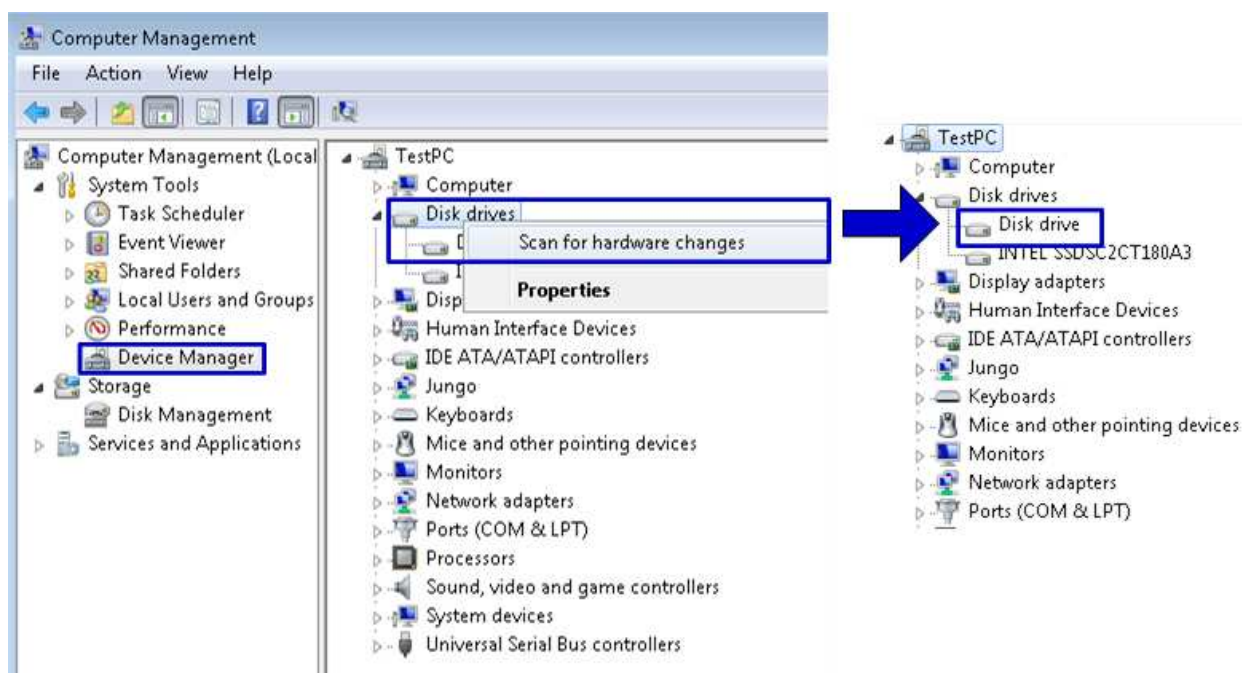 Computer Management
File Action View Help
Computer Management (Local
System Tools
Task Scheduler
Event Viewer
Shared Folders
Local Users and Groups
Performance
Device Manager
Storage
Disk Management
Services and Applications
TestPC
Computer
Disk drives
Scan for hardware changes
Properties
Disp
Human Interface Devices
IDE ATA/ATAPI controllers
Jungo
Keyboards
Mice and other pointing devices
Monitors
Network adapters
Ports (COM & LPT)
Processors
Sound, video and game controllers
System devices
Universal Serial Bus controllers
TestPC
Computer
Disk drives
Disk drive
INTEL SSDSC2CT180A3
Display adapters
Human Interface Devices
IDE ATA/ATAPI controllers
Jungo
Keyboards
Mice and other pointing devices
Monitors
Network adapters
Ports (COM & LPT)